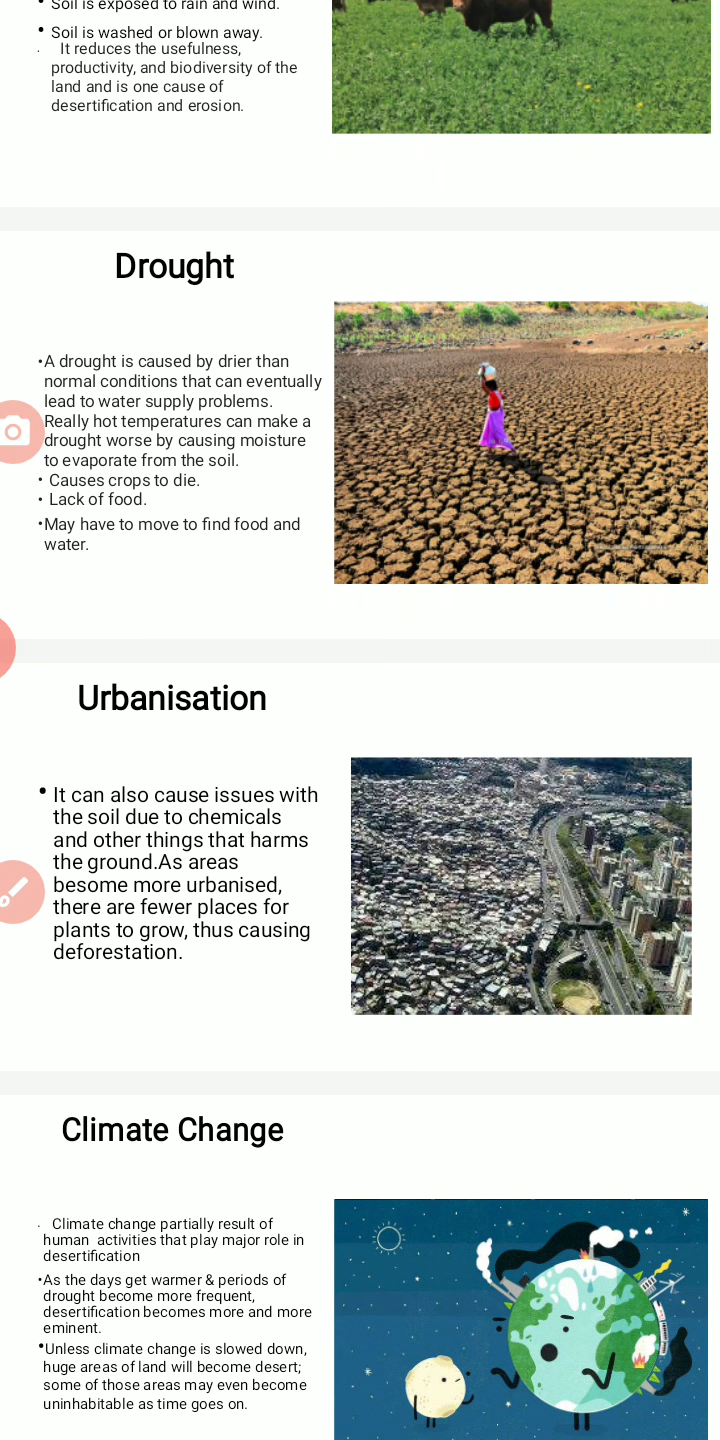 • Soil is exposed to rain and wind.
• Soil is washed or blown away.
. It reduces the usefulness,
productivity, and biodiversity of the
land and is one cause of
desertification and erosion.
Drought
•A drought is caused by drier than
normal conditions that can eventually
lead to water supply problems.
Really hot temperatures can make a
drought worse by causing moisture
to evaporate from the soil.
• Causes crops to die.
• Lack of food.
•May have to move to find food and
water.
Urbanisation
• It can also cause issues with
the soil due to chemicals
and other things that harms
the ground.As areas
besome more urbanised,
there are fewer places for
plants to grow, thus causing
deforestation.
Climate Change
. Climate change partially result of
human activities that play major role in
desertification
•As the days get warmer & periods of
drought become more frequent,
desertification becomes more and more
eminent.
•Unless climate change is slowed down,
huge areas of land will become desert;
some of those areas may even become
uninhabitable as time goes on.